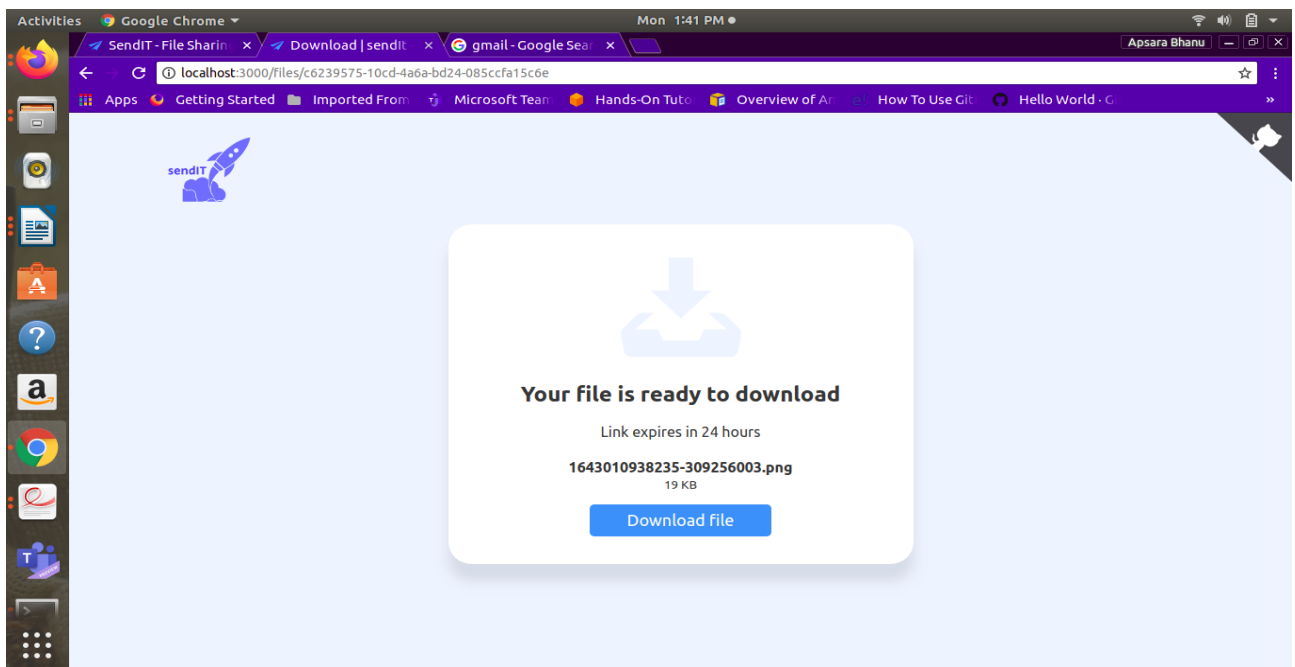 Activities Google Chrome Mon 1:41 PM
SendIT - File Sharin Download | sendIt - gmail - Google Sear Apsara Bhanu
localhost:3000/files/c6239575-10cd-4a6a-bd24-085ccfa15c6e
Apps Getting Started Imported From Microsoft Team Hands-On Tuto Overview of Ar How To Use Git Hello World · G »
sendIT
Your file is ready to download
Link expires in 24 hours
1643010938235-309256003.png
19 KB
Download file